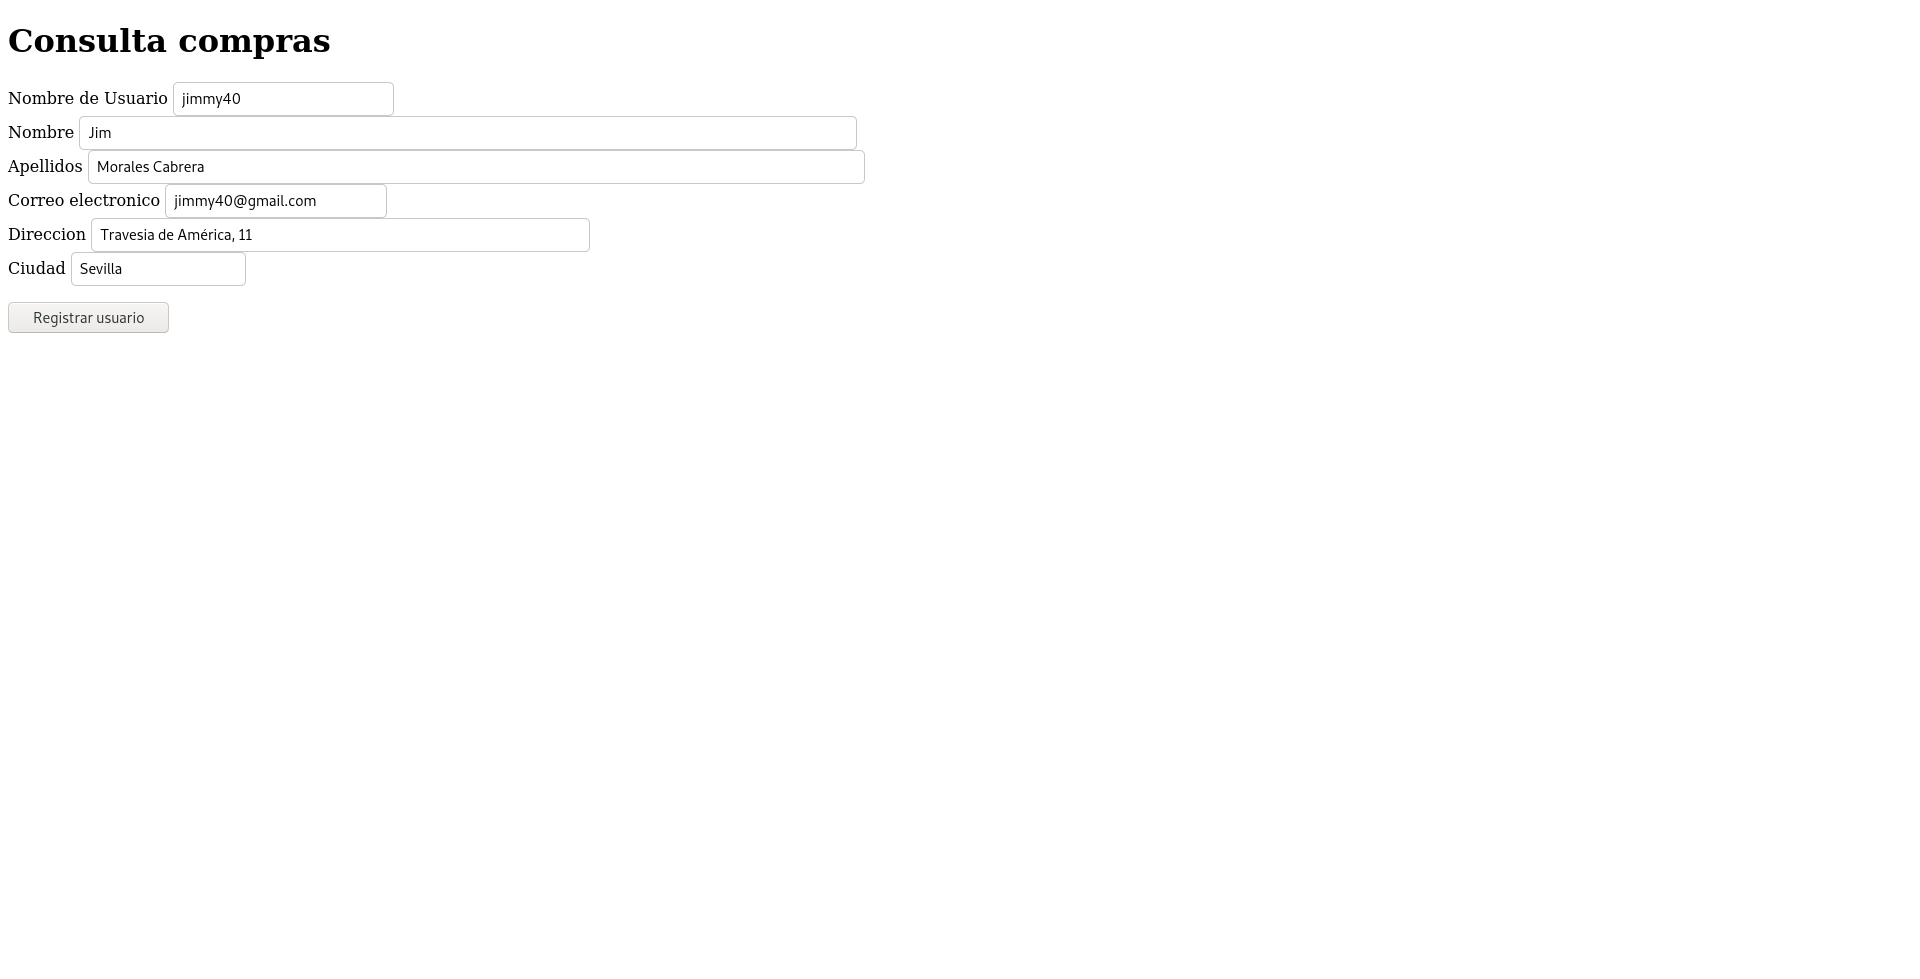 Consulta compras
Nombre de Usuario jimmy40
Nombre Jim
Apellidos Morales Cabrera
Correo electronico jimmy40@gmail.com
Direccion Travesia de América, 11
Ciudad Sevilla
Registrar usuario